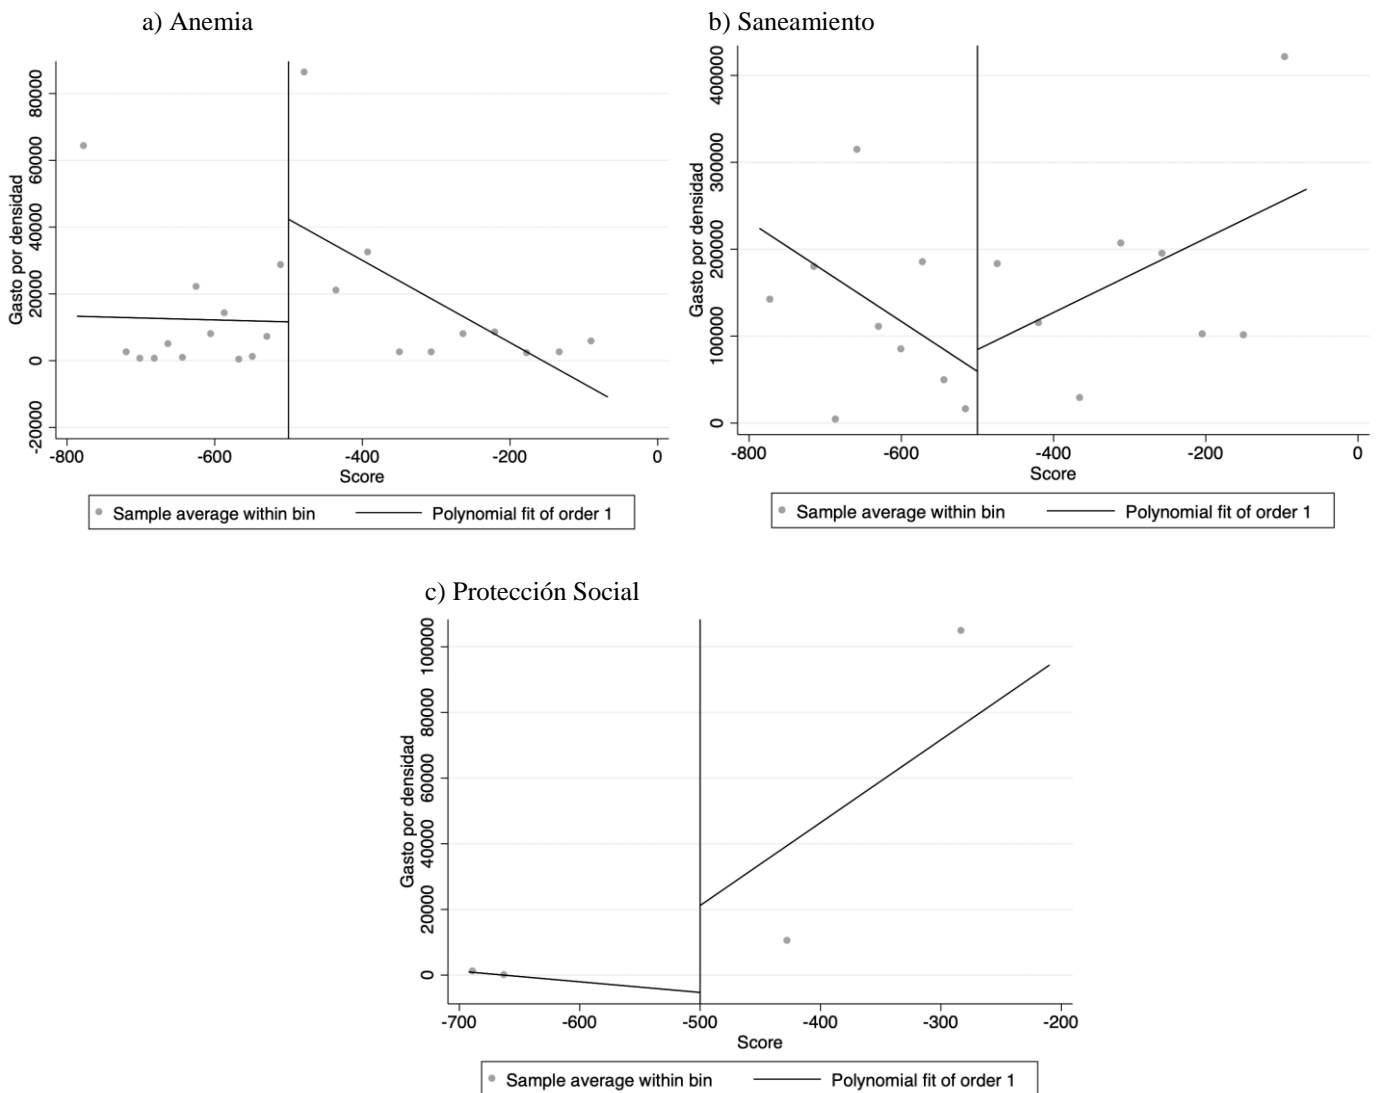 a) Anemia
Gasto por densidad
80000
60000
40000
20000
0
-20000
-800
-600
-400
-200
0
Score
Sample average within bin
Polynomial fit of order 1
b) Saneamiento
Gasto por densidad
400000
300000
200000
100000
0
-800
-600
-400
-200
0
Score
Sample average within bin
Polynomial fit of order 1
c) Protección Social
Gasto por densidad
100000
80000
60000
40000
20000
0
-700
-600
-500
-400
-300
-200
Score
Sample average within bin
Polynomial fit of order 1